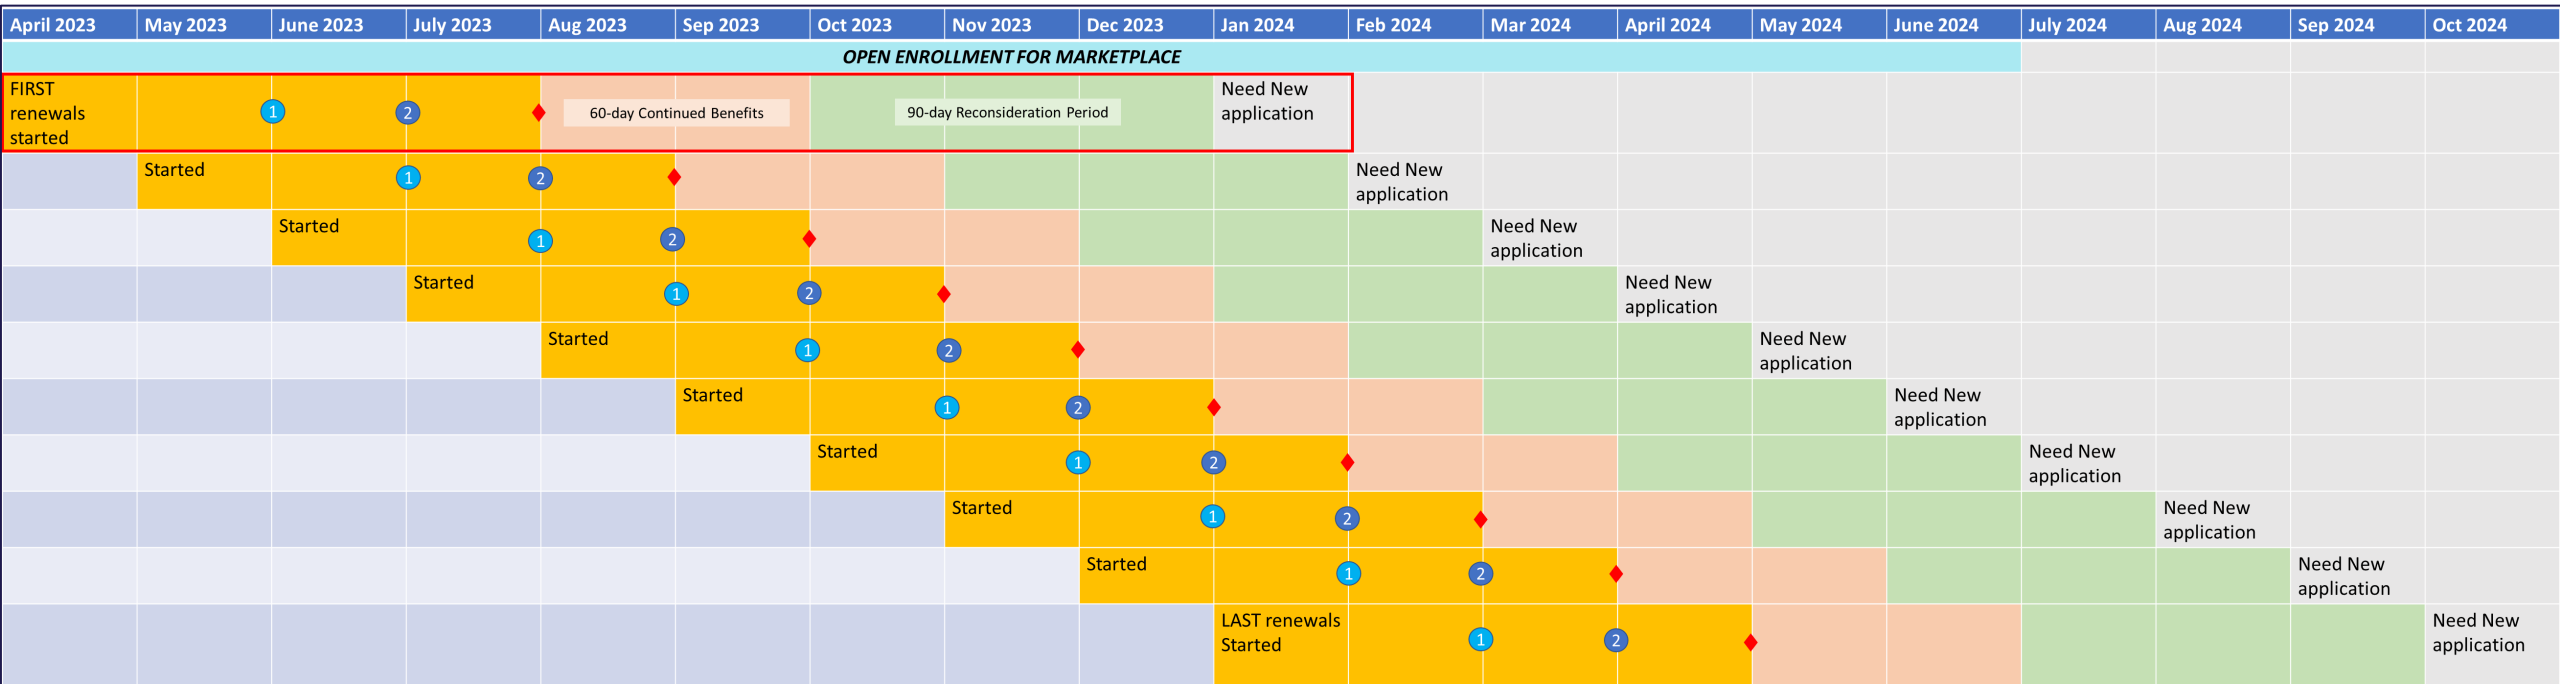 April 2023 May 2023 June 2023 July 2023 Aug 2023 Sep 2023 Oct 2023 Nov 2023 Dec 2023 Jan 2024 Feb 2024 Mar 2024 April 2024 May 2024 June 2024 July 2024 Aug 2024 Sep 2024 Oct 2024
OPEN ENROLLMENT FOR MARKETPLACE
FIRST
renewals
started
1 2 60-day Continued Benefits 90-day Reconsideration Period
Need New
application
Started
1 2
Need New
application
Started
1 2
Need New
application
Started
1 2
Need New
application
Started
1 2
Need New
application
Started
1 2
Need New
application
Started
1 2
Need New
application
Started
1 2
Need New
application
Started
1 2
Need New
application
LAST renewals
Started
1 2
Need New
application